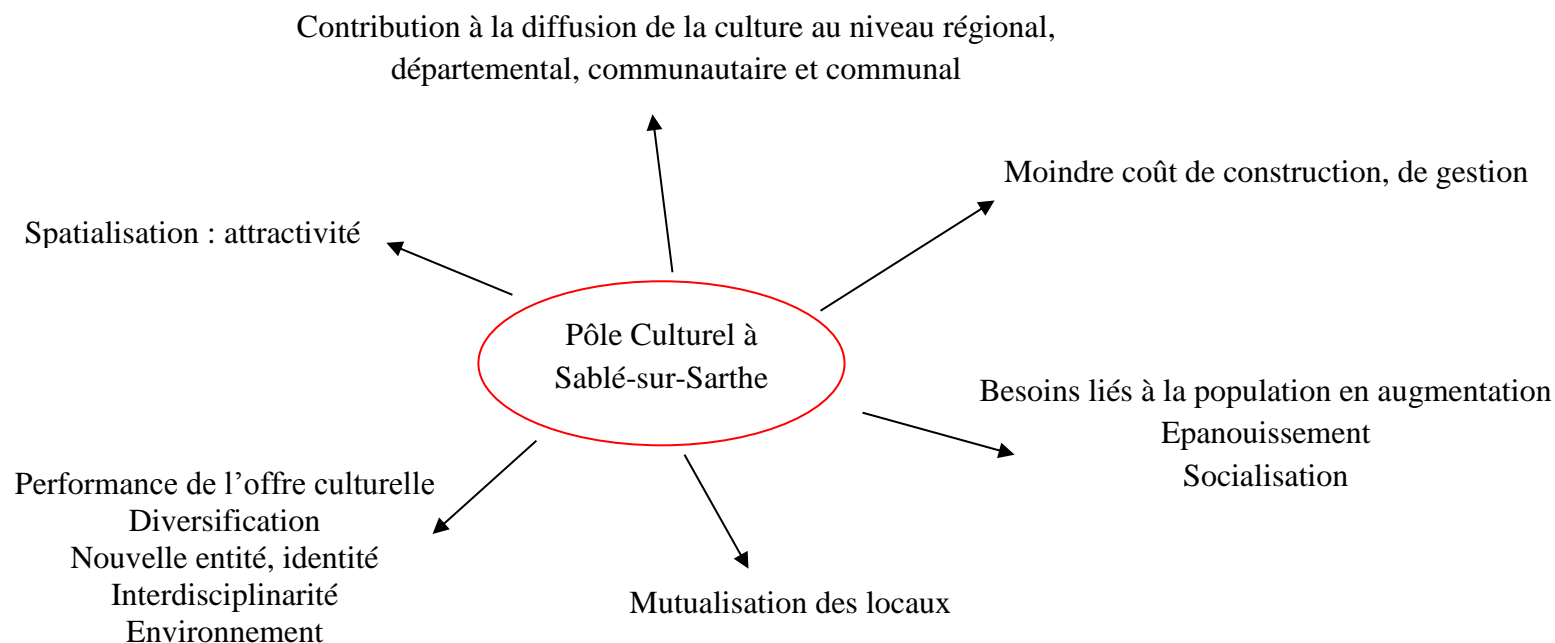 Contribution à la diffusion de la culture au niveau régional,
départemental, communautaire et communal
Moindre coût de construction, de gestion
Spatialisation : attractivité
Pôle Culturel à
Sablé-sur-Sarthe
Besoins liés à la population en augmentation
Epanouissement
Socialisation
Performance de l’offre culturelle
Diversification
Nouvelle entité, identité
Interdisciplinarité
Environnement
Mutualisation des locaux